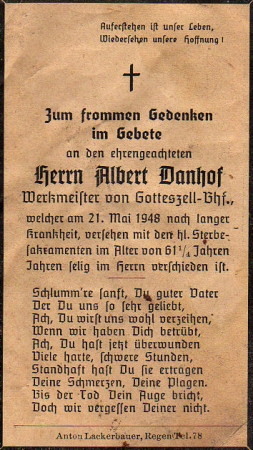 Auferstehen ist unser Leben,
Wiedersehen unsere Hoffnung!
Zum frommen Gedenken
im Gebete
an den ehrengeachteten
Herrn Albert Danhof
Werkmeister von Gotteszell-Bhf.,
welcher am 21. Mai 1948 nach langer
Krankheit, versehen mit den hl. Sterbe-
sakramenten im Alter von 61 1/4 Jahren
Jahren selig im Herrn verschieden ist.
Schlumm're sanft, Du guter Vater
Der Du uns so sehr geliebt,
Ach, Du wirst uns wohl verzeihen,
Wenn wir haben Dich betrübt,
Ach, Du hast jetzt überwunden
Viele harte, schwere Stunden,
Standhaft hast Du sie ertragen
Deine Schmerzen, Deine Plagen.
Bis der Tod Dein Auge bricht,
Doch wir vergessen Deiner nicht.
Anton Lackerbauer, Regen Tel. 78